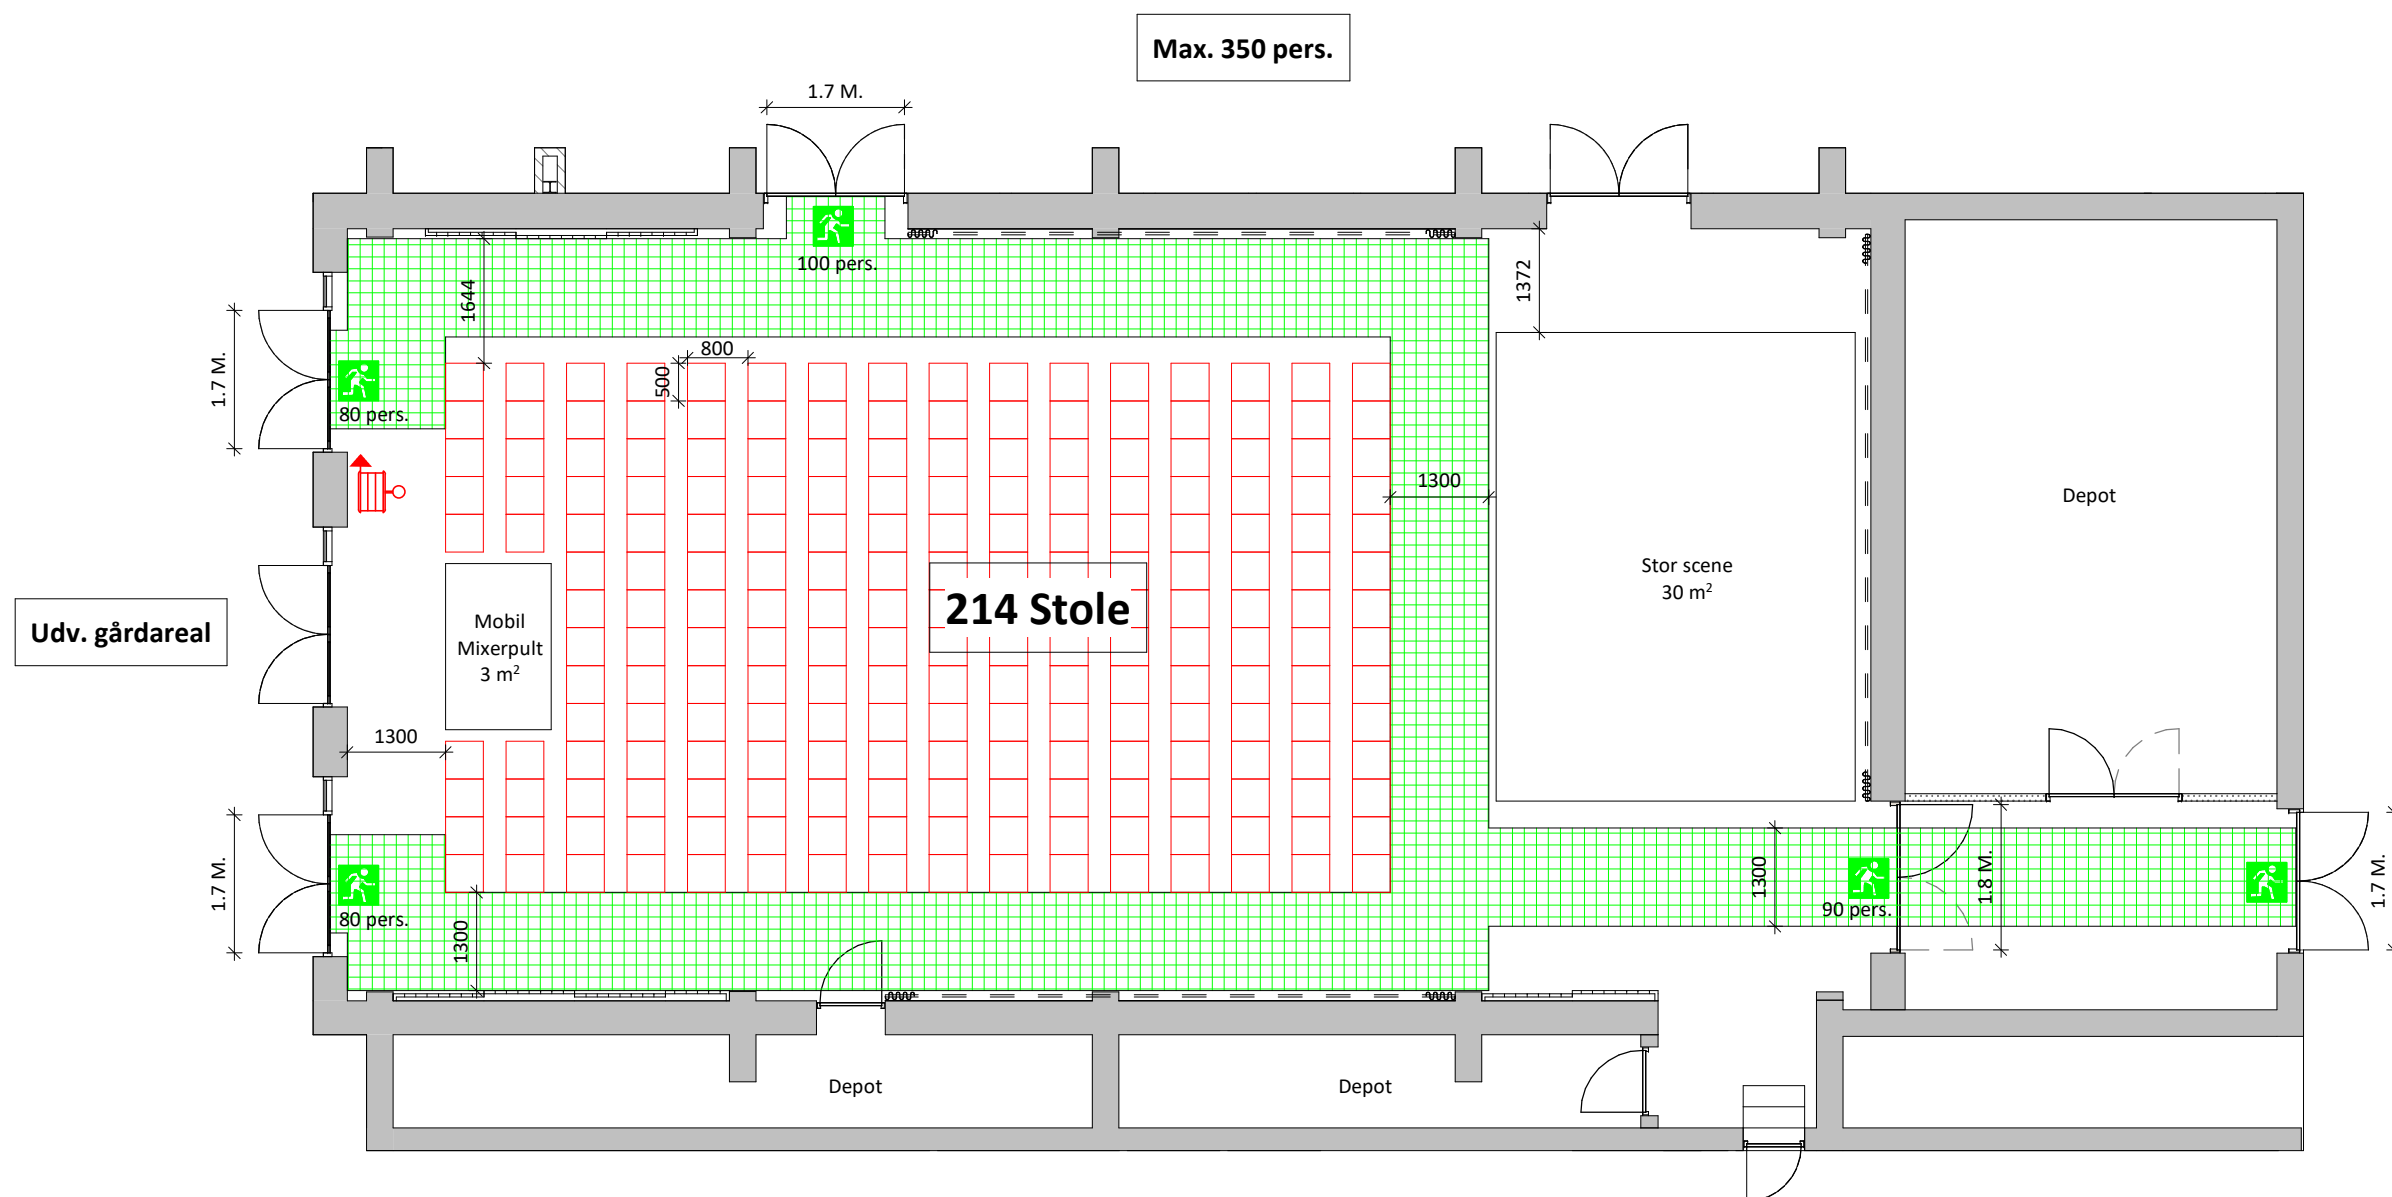 Max. 350 pers.
1.7 M.
100 pers.
1644
1372
800
500
1.7 M.
80 pers.
1300
Depot
Stor scene
30 m²
214 Stole
Udv. gårdareal
Mobil
Mixerpult
3 m²
1300
1.7 M.
80 pers.
1300
1300
90 pers.
1.8 M.
1.7 M.
Depot
Depot